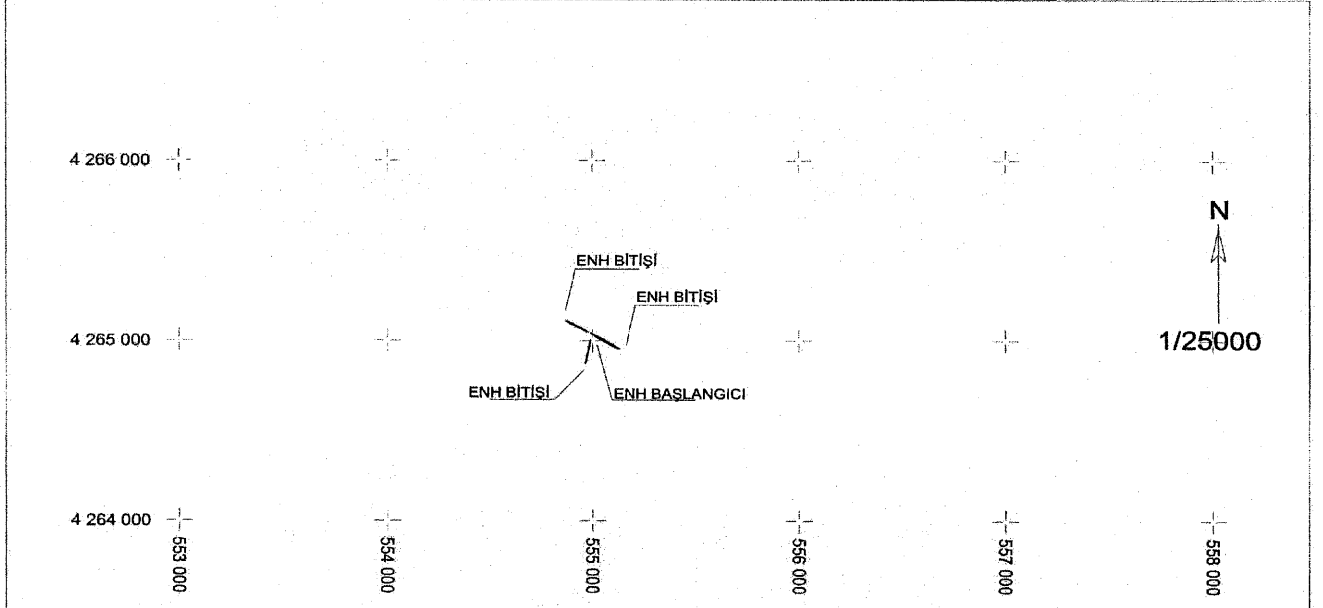 4 266 000
N
ENH BİTİŞİ
ENH BİTİŞİ
4 265 000
1/25000
ENH BİTİŞİ
ENH BAŞLANGICI
4 264 000
553 000
554 000
555 000
556 000
557 000
558 000